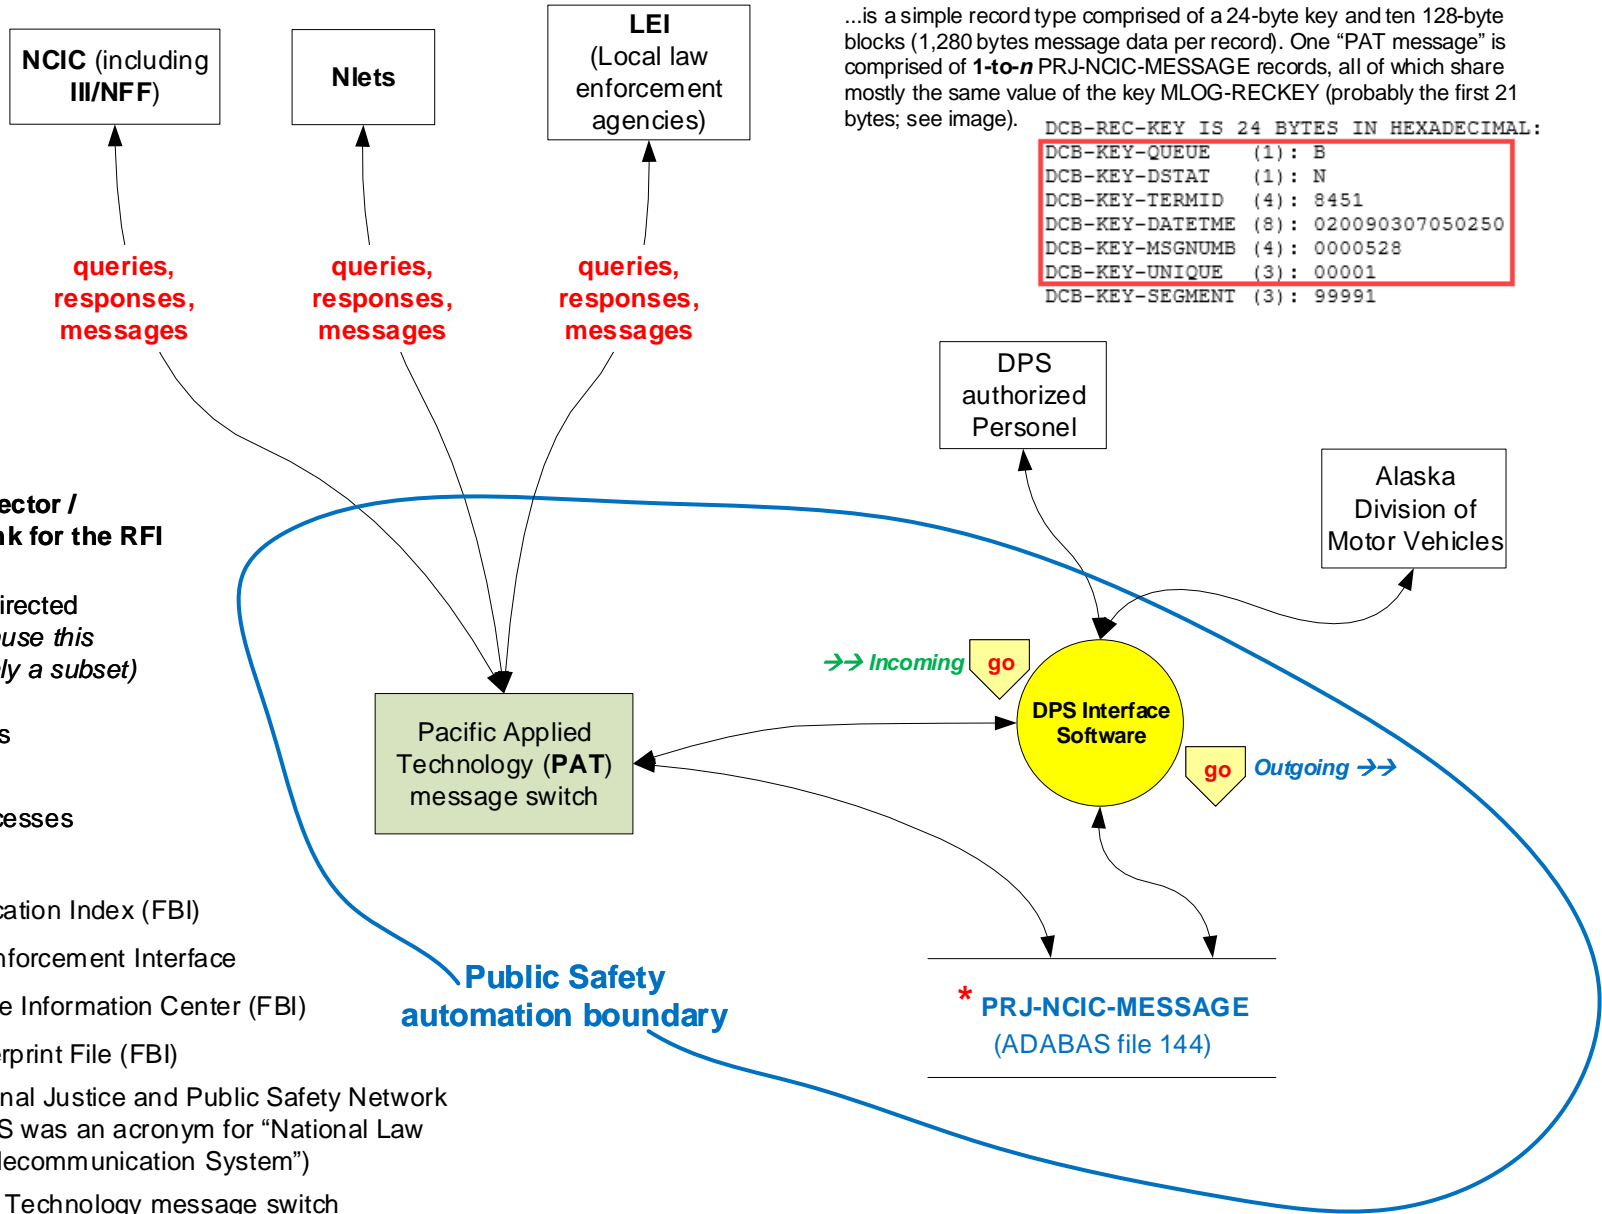 ...is a simple record type comprised of a 24-byte key and ten 128-byte
blocks (1,280 bytes message data per record). One “PAT message” is
comprised of 1-to-n PRJ-NCIC-MESSAGE records, all of which share
mostly the same value of the key MLOG-RECKEY (probably the first 21
bytes; see image).
DCB-REC-KEY IS 24 BYTES IN HEXADECIMAL:
DCB-KEY-QUEUE (1): B
DCB-KEY-DSTAT (1): N
DCB-KEY-TERMID (4): 8451
DCB-KEY-DATETME (8): 020090307050250
DCB-KEY-MSGNUMB (4): 0000528
DCB-KEY-UNIQUE (3): 00001
DCB-KEY-SEGMENT (3): 99991
NCIC (including
III/NFF)
Nlets
LEI
(Local law
enforcement
agencies)
queries,
responses,
messages
queries,
responses,
messages
queries,
responses,
messages
DPS
authorized
Personel
Alaska
Division of
Motor Vehicles
→→ Incoming
go
DPS Interface
Software
go
Outgoing →→
Pacific Applied
Technology (PAT)
message switch
Public Safety
automation boundary
* PRJ-NCIC-MESSAGE
(ADABAS file 144)
ector /
nk for the RFI
irected
ause this
ly a subset)
s
cesses
cation Index (FBI)
nforcement Interface
e Information Center (FBI)
erprint File (FBI)
nal Justice and Public Safety Network
S was an acronym for “National Law
lecommunication System”)
Technology message switch